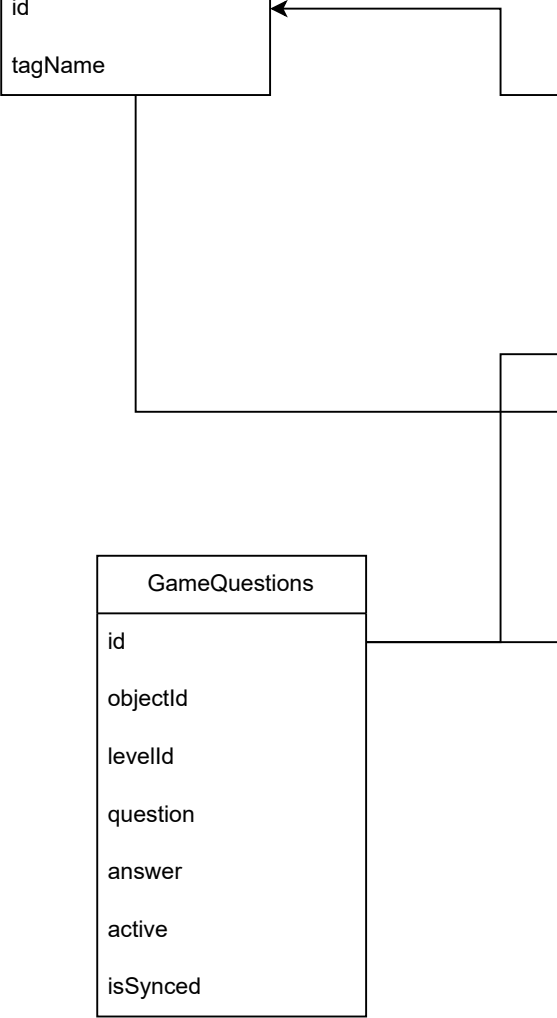 id
tagName
GameQuestions
id
objectId
levelId
question
answer
active
isSynced